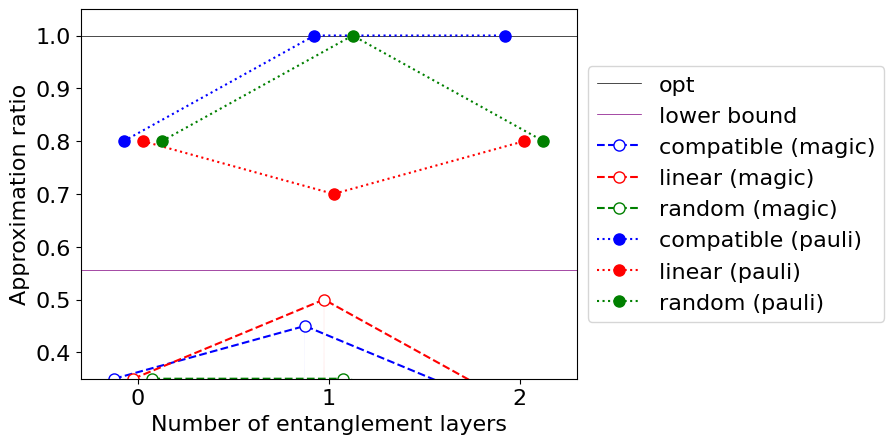 1.0
0.9
0.8
0.7
0.6
0.5
0.4
Approximation ratio
0 1 2
Number of entanglement layers
opt
lower bound
compatible (magic)
linear (magic)
random (magic)
compatible (pauli)
linear (pauli)
random (pauli)